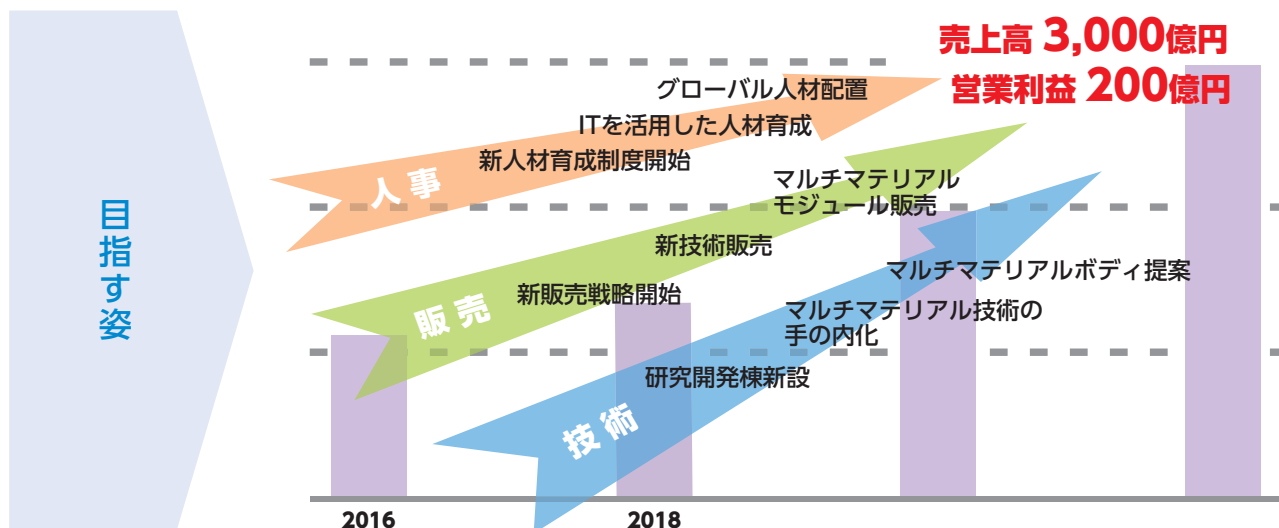 目指す姿
売上高 3,000億円
営業利益 200億円
グローバル人材配置
ITを活用した人材育成
新人材育成制度開始
人事
マルチマテリアル
モジュール販売
新技術販売
新販売戦略開始
販売
マルチマテリアルボディ提案
マルチマテリアル技術の
手の内化
研究開発棟新設
技術
2016
2018